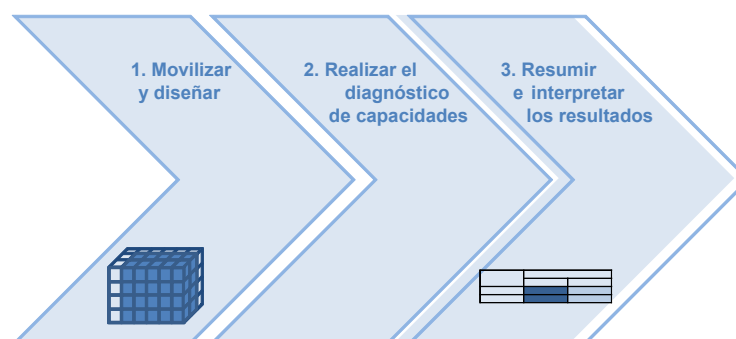 1. Movilizar
y diseñar
2. Realizar el
diagnóstico
de capacidades
3. Resumir
e interpretar
los resultados